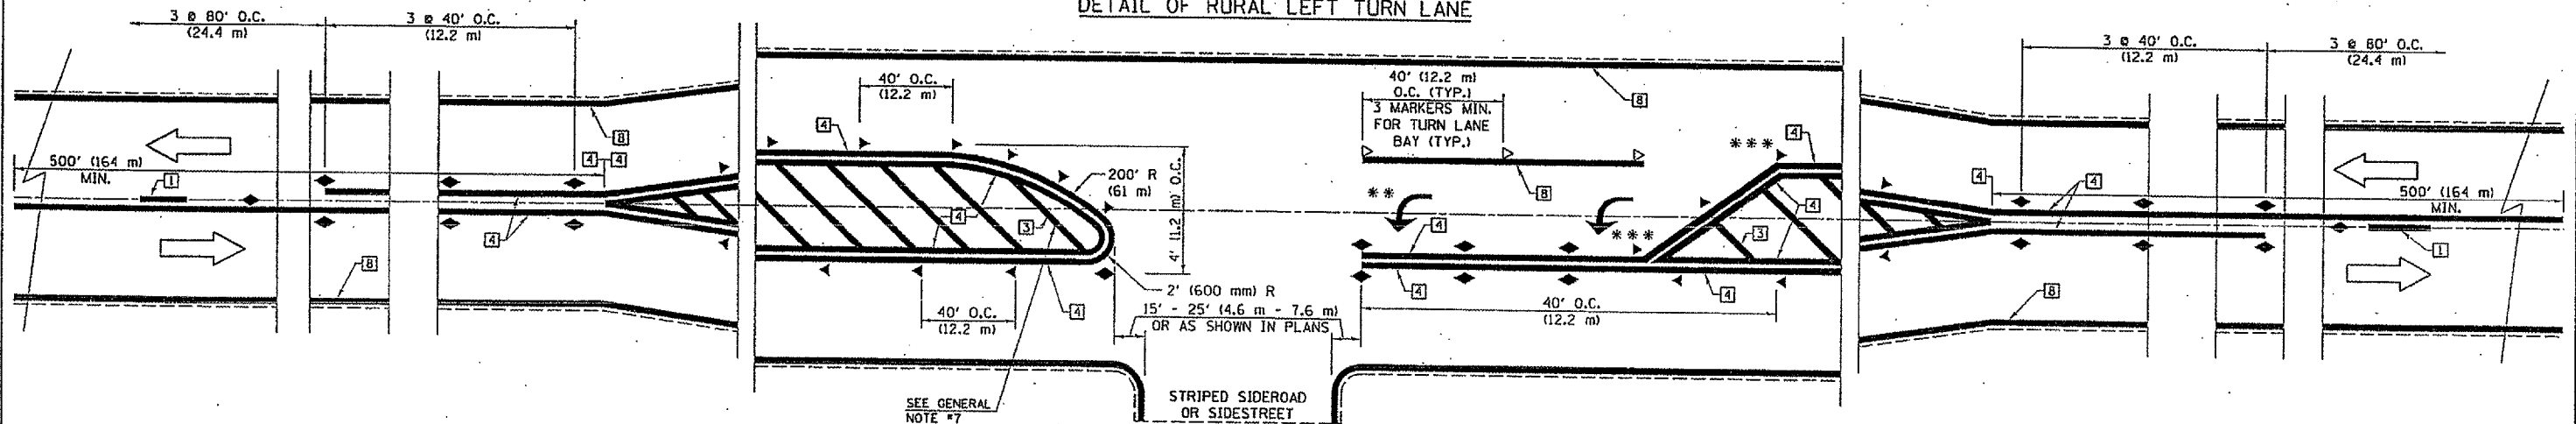 DETAIL OF RURAL LEFT TURN LANE
3 @ 80' O.C.
(24.4 m)
3 @ 40' O.C.
(12.2 m)
40' O.C.
(12.2 m)
40' (12.2 m)
O.C. (TYP.)
3 MARKERS MIN.
FOR TURN LANE
BAY (TYP.)
3 @ 40' O.C.
(12.2 m)
3 @ 80' O.C.
(24.4 m)
8
8
4
4
***
500' (164 m)
MIN.
4
4
1
200' R
(61 m)
4' (1.2 m) O.C.
8
**
4
4
4
500' (164 m)
MIN.
4
3
4
***
3
4
4
1
8
2' (600 mm) R
4
4
4
8
40' O.C.
(12.2 m)
15' - 25' (4.6 m - 7.6 m)
OR AS SHOWN IN PLANS
40' O.C.
(12.2 m)
SEE GENERAL
NOTE #7
STRIPED SIDEROAD
OR SIDESTREET